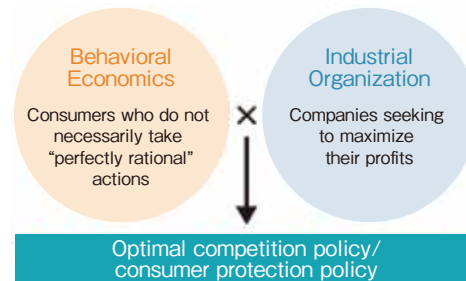 Behavioral
Economics
Consumers who do not
necessarily take
“perfectly rational”
actions
×
Industrial
Organization
Companies seeking
to maximize
their profits
Optimal competition policy/
consumer protection policy